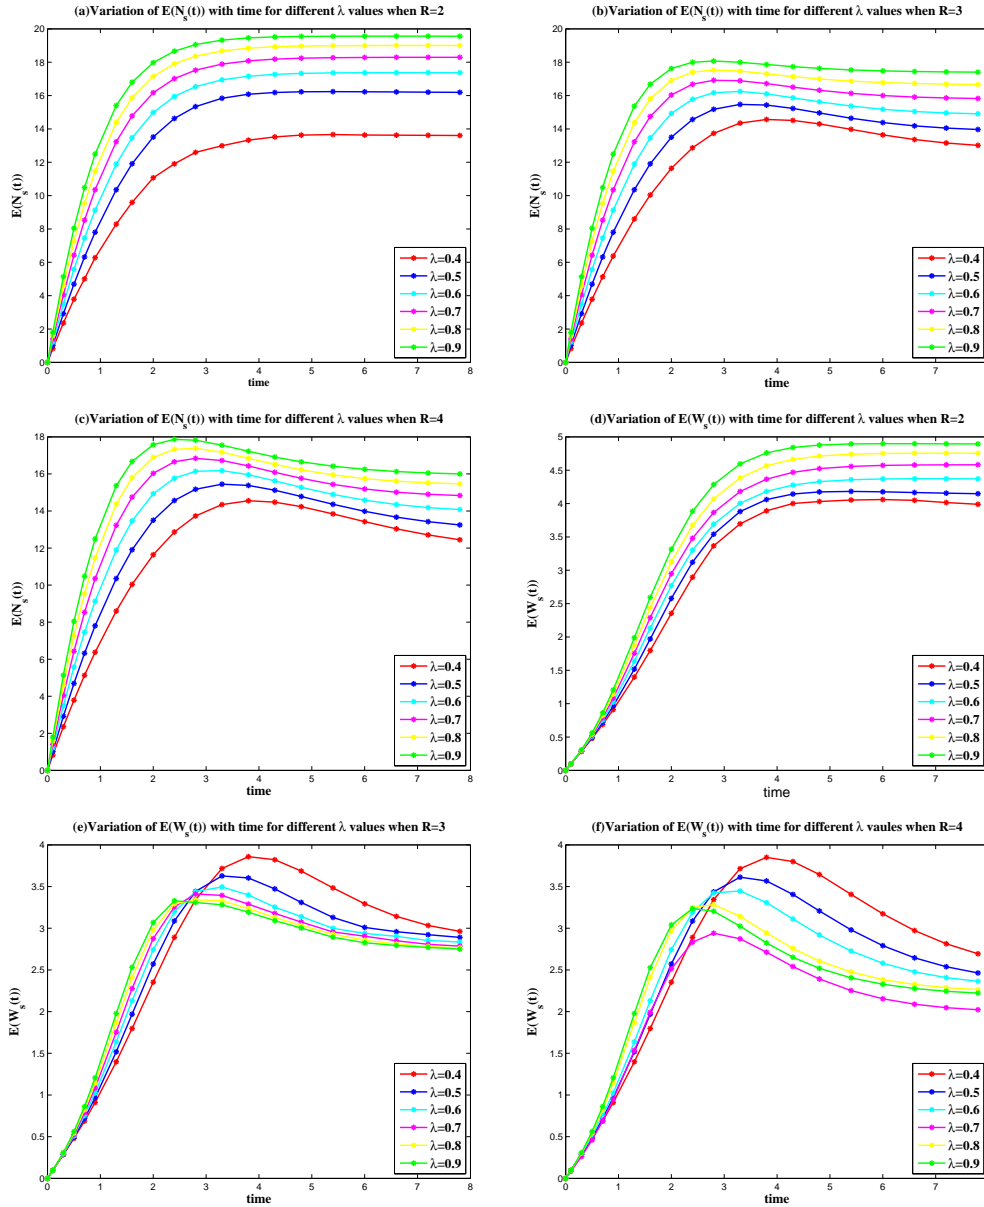 (a)Variation of E(Nₛ(t)) with time for different λ values when R=2
20
18
16
14
12
10
8
6
4
2
0
E(Nₛ(t))
0 1 2 3 4 5 6 7 8
time
λ=0.4
λ=0.5
λ=0.6
λ=0.7
λ=0.8
λ=0.9
(b)Variation of E(Nₛ(t)) with time for different λ values when R=3
20
18
16
14
12
10
8
6
4
2
0
E(Nₛ(t))
0 1 2 3 4 5 6 7
time
λ=0.4
λ=0.5
λ=0.6
λ=0.7
λ=0.8
λ=0.9
(c)Variation of E(Nₛ(t)) with time for different λ values when R=4
18
16
14
12
10
8
6
4
2
0
E(Nₛ(t))
0 1 2 3 4 5 6 7 8
time
λ=0.4
λ=0.5
λ=0.6
λ=0.7
λ=0.8
λ=0.9
(d)Variation of E(Wₛ(t)) with time for different λ values when R=2
5
4.5
4
3.5
3
2.5
2
1.5
1
0.5
0
E(Wₛ(t))
0 1 2 3 4 5 6 7
time
λ=0.4
λ=0.5
λ=0.6
λ=0.7
λ=0.8
λ=0.9
(e)Variation of E(Wₛ(t)) with time for different λ values when R=3
4
3.5
3
2.5
2
1.5
1
0.5
0
E(Wₛ(t))
0 1 2 3 4 5 6 7 8
time
λ=0.4
λ=0.5
λ=0.6
λ=0.7
λ=0.8
λ=0.9
(f)Variation of E(Wₛ(t)) with time for different λ vaules when R=4
4
3.5
3
2.5
2
1.5
1
0.5
0
E(Wₛ(t))
0 1 2 3 4 5 6 7
time
λ=0.4
λ=0.5
λ=0.6
λ=0.7
λ=0.8
λ=0.9